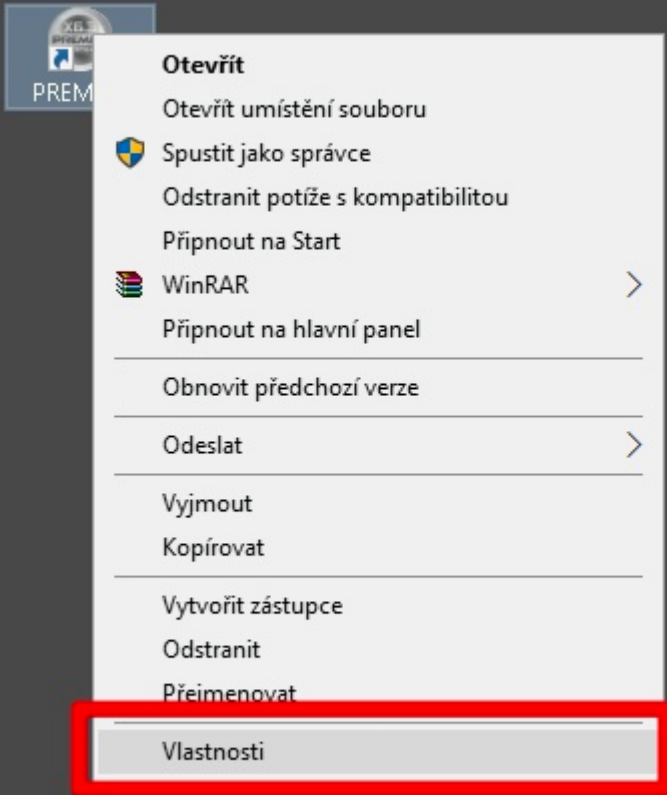 X6.
PREM
Otevřít
Otevřít umístění souboru
Spustit jako správce
Odstranit potíže s kompatibilitou
Připnout na Start
WinRAR
Připnout na hlavní panel
Obnovit předchozí verze
Odeslat
Vyjmout
Kopírovat
Vytvořit zástupce
Odstranit
Přejmenovat
Vlastnosti